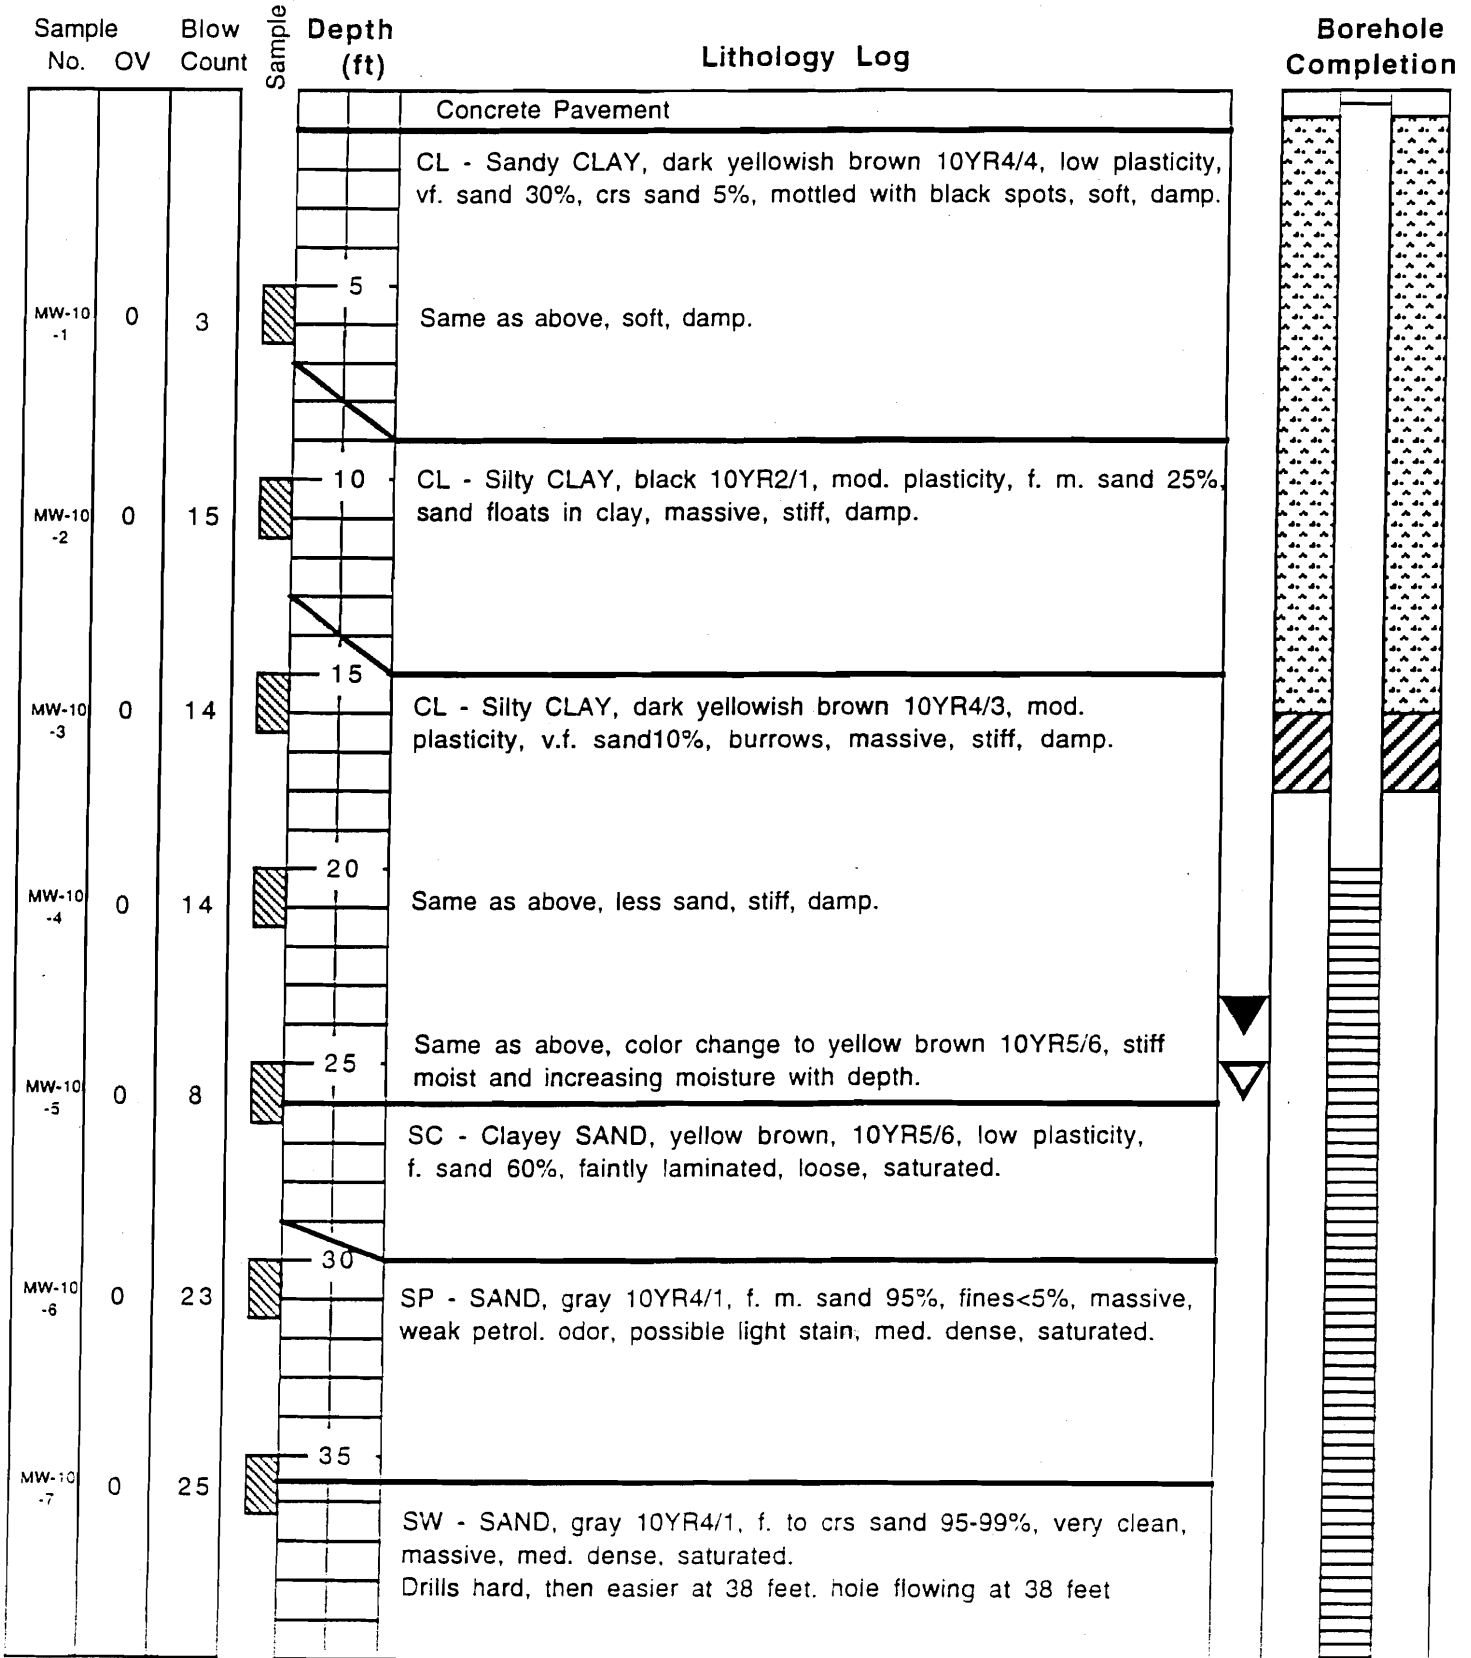 Sample Blow Sample Depth Borehole
No. OV Count (ft) Lithology Log Completion
Concrete Pavement
CL - Sandy CLAY, dark yellowish brown 10YR4/4, low plasticity,
vf. sand 30%, crs sand 5%, mottled with black spots, soft, damp.
5
MW-10 0 3 Same as above, soft, damp.
-1
10 CL - Silty CLAY, black 10YR2/1, mod. plasticity, f. m. sand 25%,
MW-10 0 15 sand floats in clay, massive, stiff, damp.
-2
15
MW-10 0 14 CL - Silty CLAY, dark yellowish brown 10YR4/3, mod.
-3 plasticity, v.f. sand10%, burrows, massive, stiff, damp.
20
MW-10 0 14 Same as above, less sand, stiff, damp.
-4
Same as above, color change to yellow brown 10YR5/6, stiff
25 moist and increasing moisture with depth.
MW-10 0 8
-5
SC - Clayey SAND, yellow brown, 10YR5/6, low plasticity,
f. sand 60%, faintly laminated, loose, saturated.
30
MW-10 0 23 SP - SAND, gray 10YR4/1, f. m. sand 95%, fines<5%, massive,
-6 weak petrol. odor, possible light stain, med. dense, saturated.
35
MW-10 0 25
-7
SW - SAND, gray 10YR4/1, f. to crs sand 95-99%, very clean,
massive, med. dense, saturated.
Drills hard, then easier at 38 feet. hole flowing at 38 feet